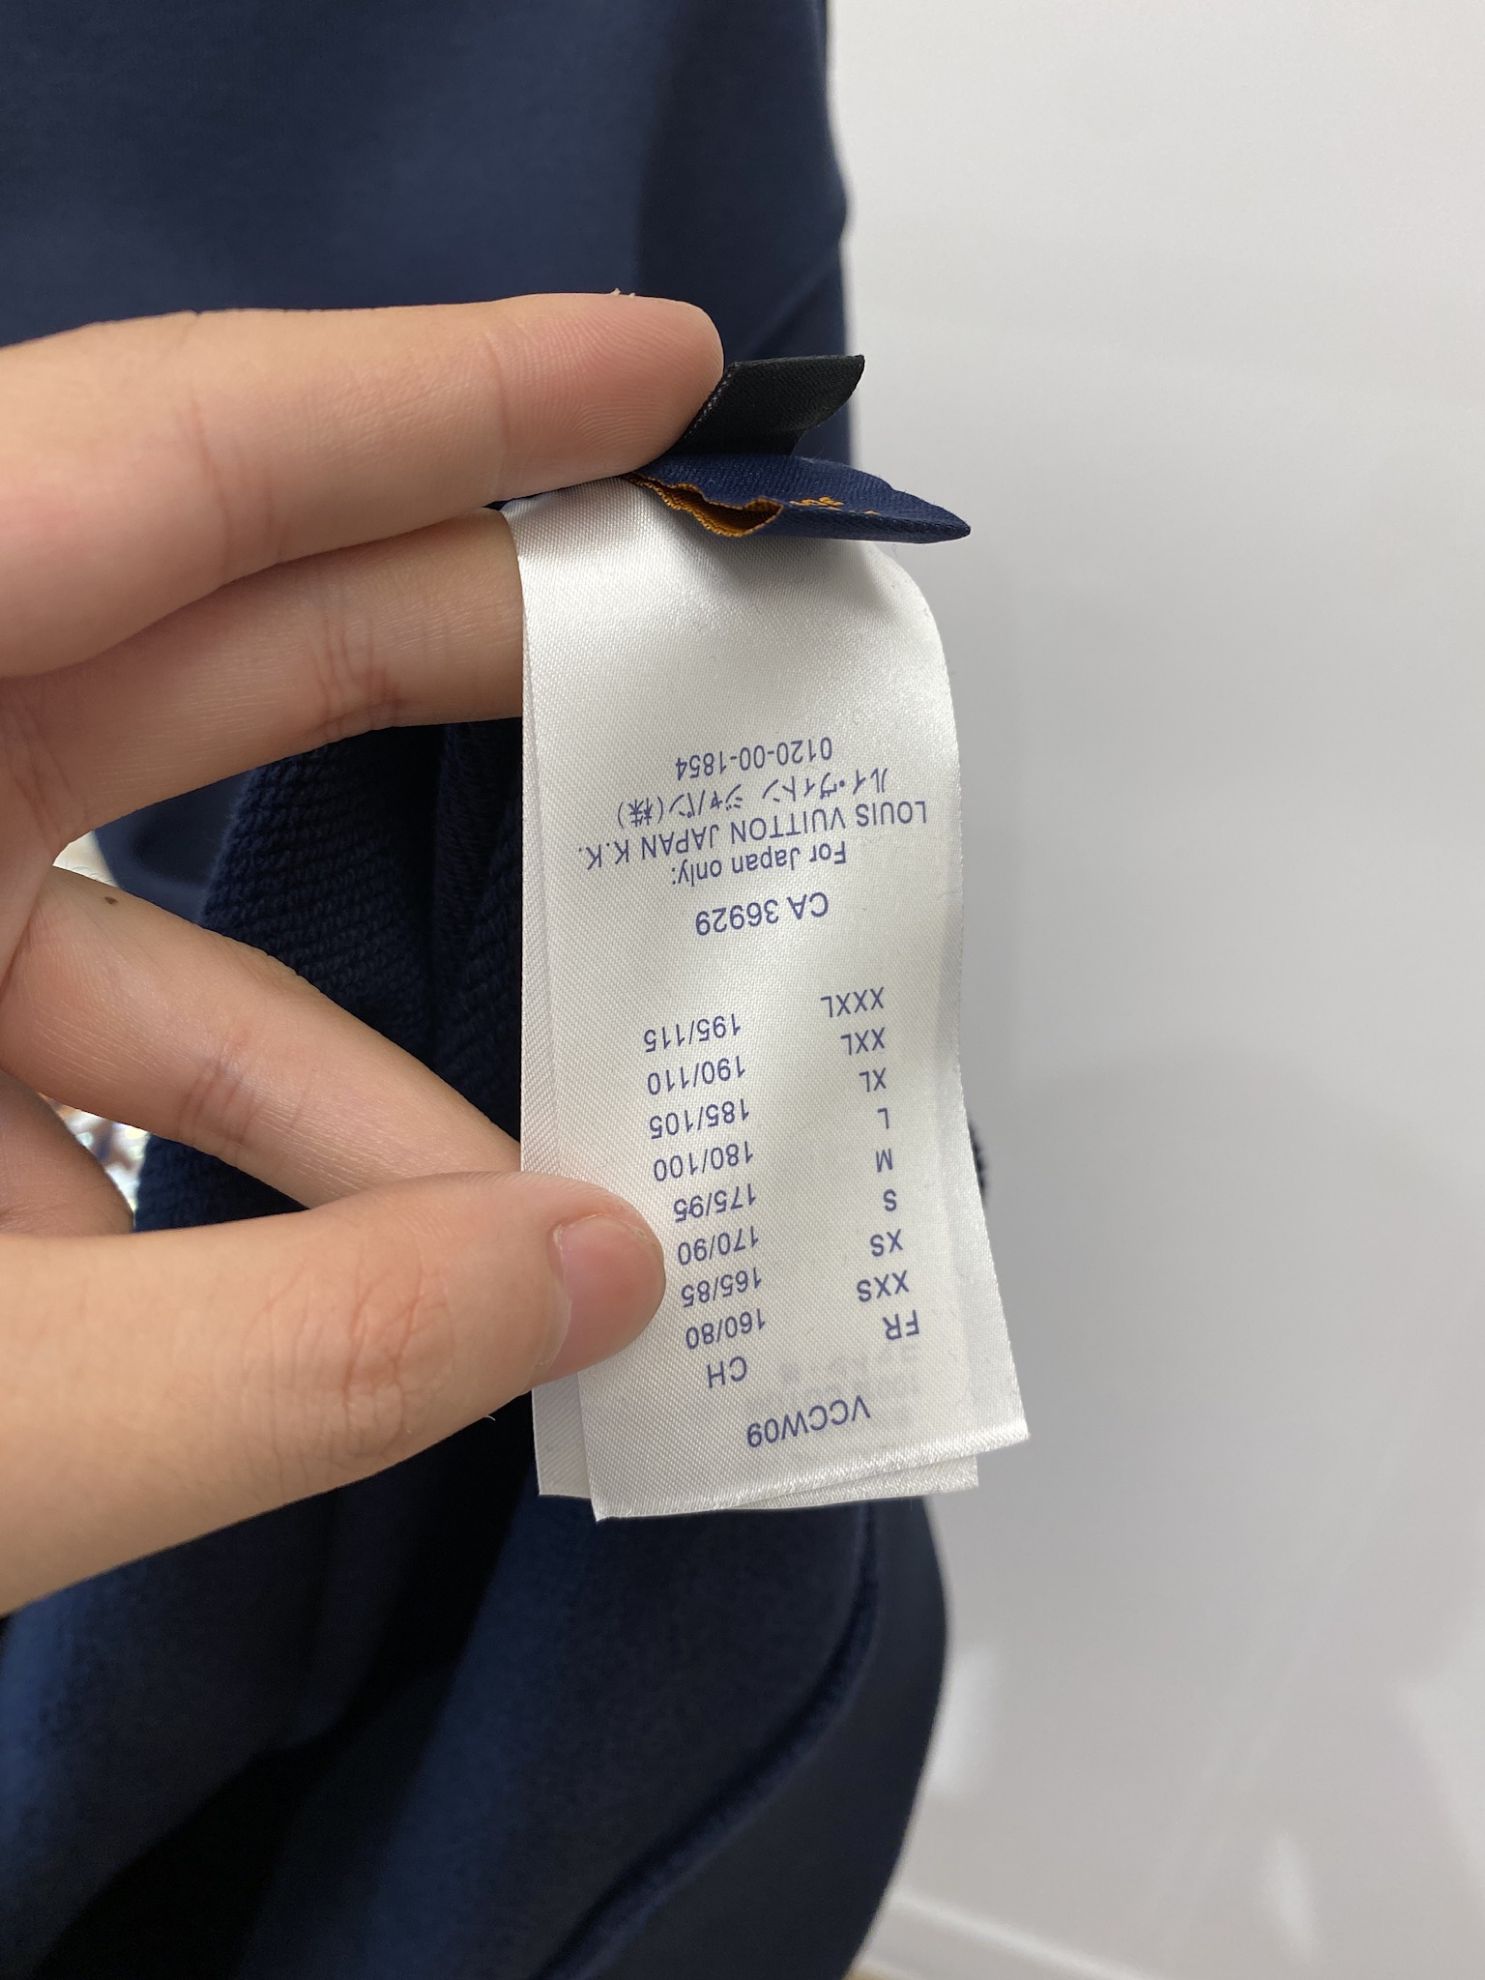 VCCW09
FR CH
XXS 160/80
XS 165/85
S 170/90
M 175/95
L 180/100
XL 185/105
XXL 190/110
XXXL 195/115
CA 36929
For Japan only:
LOUIS VUITTON JAPAN K.K.
ルイ・ヴィトン ジャパン(株)
0120-00-1854